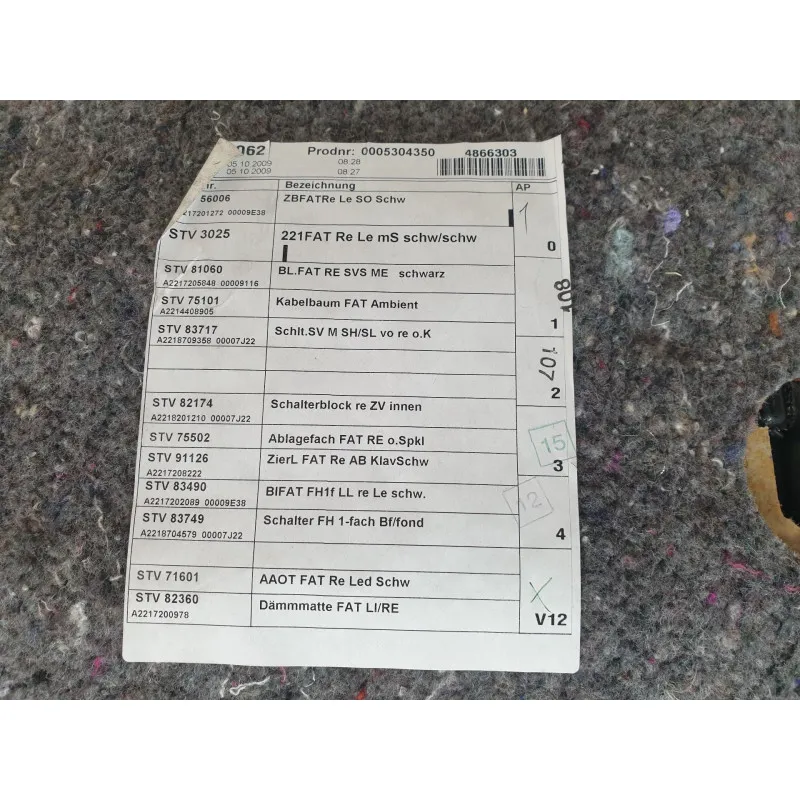 062 Prodnr: 0005304350 4866303
05 10 2009 08 28
05 10 2009 08 27
Bezeichnung AP
56006 ZBFATRe Le SO Schw 1
2217201272 00009E38
STV 3025 221FAT Re Le mS schw/schw 0
STV 81060 BL.FAT RE SVS ME schwarz
A2217205848 00009116
STV 75101 Kabelbaum FAT Ambient
A2214408905
108
STV 83717 Schlt.SV M SH/SL vo re o.K 1
A2218709358 00007J22
107
2
STV 82174 Schalterblock re ZV innen
A2218201210 00007J22
STV 75502 Ablagefach FAT RE o.Spkl 15
STV 91126 ZierL FAT Re AB KlavSchw 3
A2217208222
STV 83490 BIFAT FH1f LL re Le schw. 12
A2217202089 00009E38
STV 83749 Schalter FH 1-fach Bf/fond 4
A2218704579 00007J22
STV 71601 AAOT FAT Re Led Schw
STV 82360 Dämmmatte FAT LI/RE X
A2217200978 V12